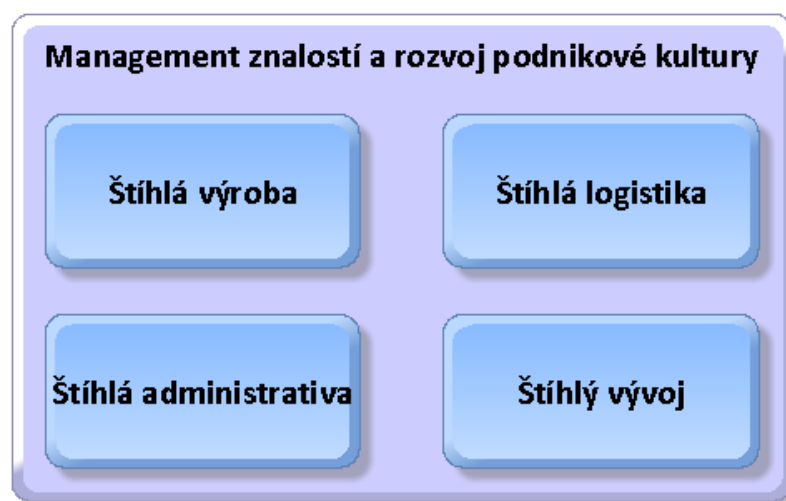 Management znalostí a rozvoj podnikové kultury
Štíhlá výroba
Štíhlá logistika
Štíhlá administrativa
Štíhlý vývoj